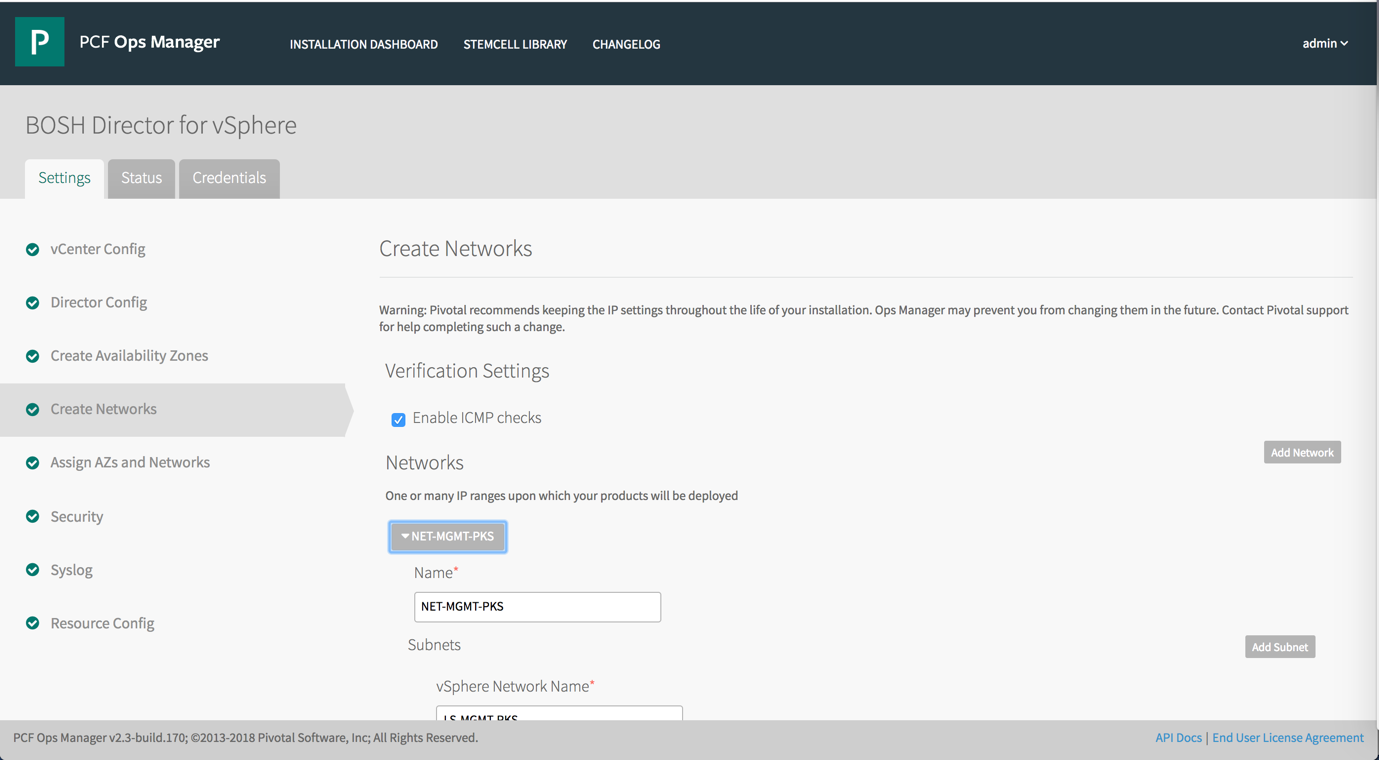 P
PCF Ops Manager
INSTALLATION DASHBOARD
STEMCELL LIBRARY
CHANGELOG
admin
BOSH Director for vSphere
Settings
Status
Credentials
vCenter Config
Director Config
Create Availability Zones
Create Networks
Assign AZs and Networks
Security
Syslog
Resource Config
Create Networks
Warning: Pivotal recommends keeping the IP settings throughout the life of your installation. Ops Manager may prevent you from changing them in the future. Contact Pivotal support
for help completing such a change.
Verification Settings
Enable ICMP checks
Networks
Add Network
One or many IP ranges upon which your products will be deployed
NET-MGMT-PKS
Name*
NET-MGMT-PKS
Subnets
Add Subnet
vSphere Network Name*
LS-MGMT-PKS
PCF Ops Manager v2.3-build.170; ©2013-2018 Pivotal Software, Inc; All Rights Reserved.
API Docs | End User License Agreement